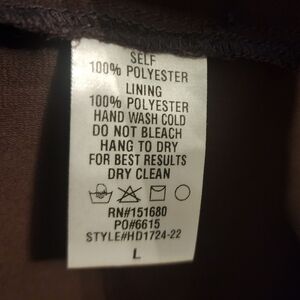 SELF
100% POLYESTER
LINING
100% POLYESTER
HAND WASH COLD
DO NOT BLEACH
HANG TO DRY
FOR BEST RESULTS
DRY CLEAN
RN#151680
PO#6615
STYLE#HD1724-22
L